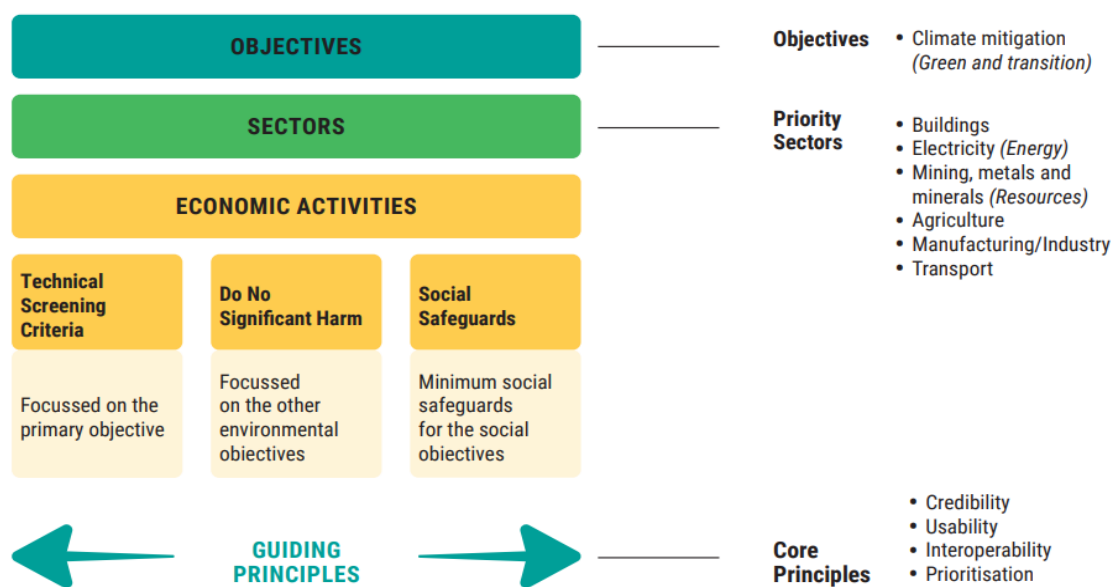 OBJECTIVES
Objectives
• Climate mitigation
(Green and transition)
SECTORS
Priority
Sectors
• Buildings
• Electricity (Energy)
• Mining, metals and
minerals (Resources)
• Agriculture
• Manufacturing/Industry
• Transport
ECONOMIC ACTIVITIES
Technical
Screening
Criteria
Focussed on the
primary objective
Do No
Significant Harm
Focussed
on the other
environmental
obiectives
Social
Safeguards
Minimum social
safeguards
for the social
obiectives
GUIDING
PRINCIPLES
Core
Principles
• Credibility
• Usability
• Interoperability
• Prioritisation